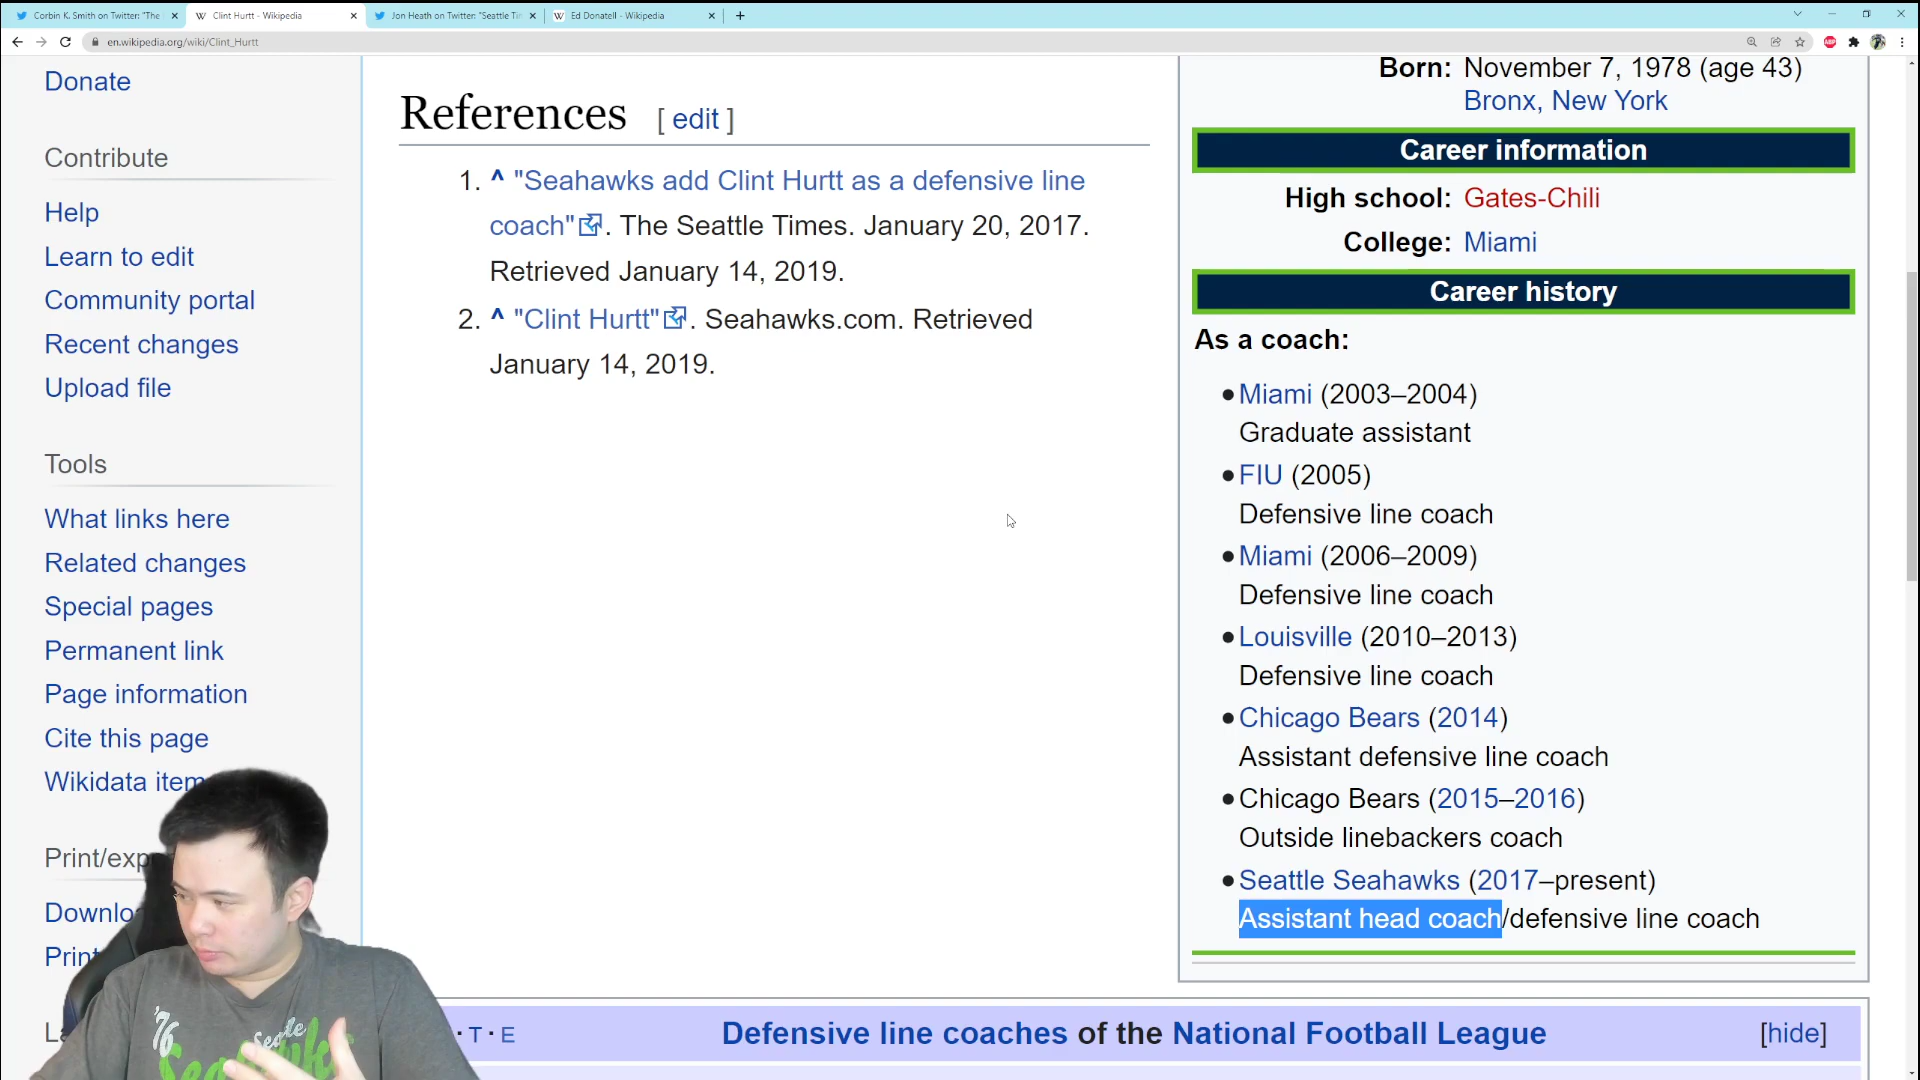 Corbin K. Smith on Twitter: "The
Clint Hurtt - Wikipedia
Jon Heath on Twitter: "Seattle Ti
Ed Donatell - Wikipedia
en.wikipedia.org/wiki/Clint_Hurtt
ABP
Donate
Contribute
Help
Learn to edit
Community portal
Recent changes
Upload file
Tools
What links here
Related changes
Special pages
Permanent link
Page information
Cite this page
Wikidata item
Print/exp
Downlo
Print
La
References [ edit ]
1. ^ "Seahawks add Clint Hurtt as a defensive line
coach". The Seattle Times. January 20, 2017.
Retrieved January 14, 2019.
2. ^ "Clint Hurtt". Seahawks.com. Retrieved
January 14, 2019.
Born: November 7, 1978 (age 43)
Bronx, New York
Career information
High school: Gates-Chili
College: Miami
Career history
As a coach:
• Miami (2003–2004)
Graduate assistant
• FIU (2005)
Defensive line coach
• Miami (2006–2009)
Defensive line coach
• Louisville (2010–2013)
Defensive line coach
• Chicago Bears (2014)
Assistant defensive line coach
• Chicago Bears (2015–2016)
Outside linebackers coach
• Seattle Seahawks (2017–present)
Assistant head coach/defensive line coach
· T · E
Defensive line coaches of the National Football League
[hide]
'76
Seattle